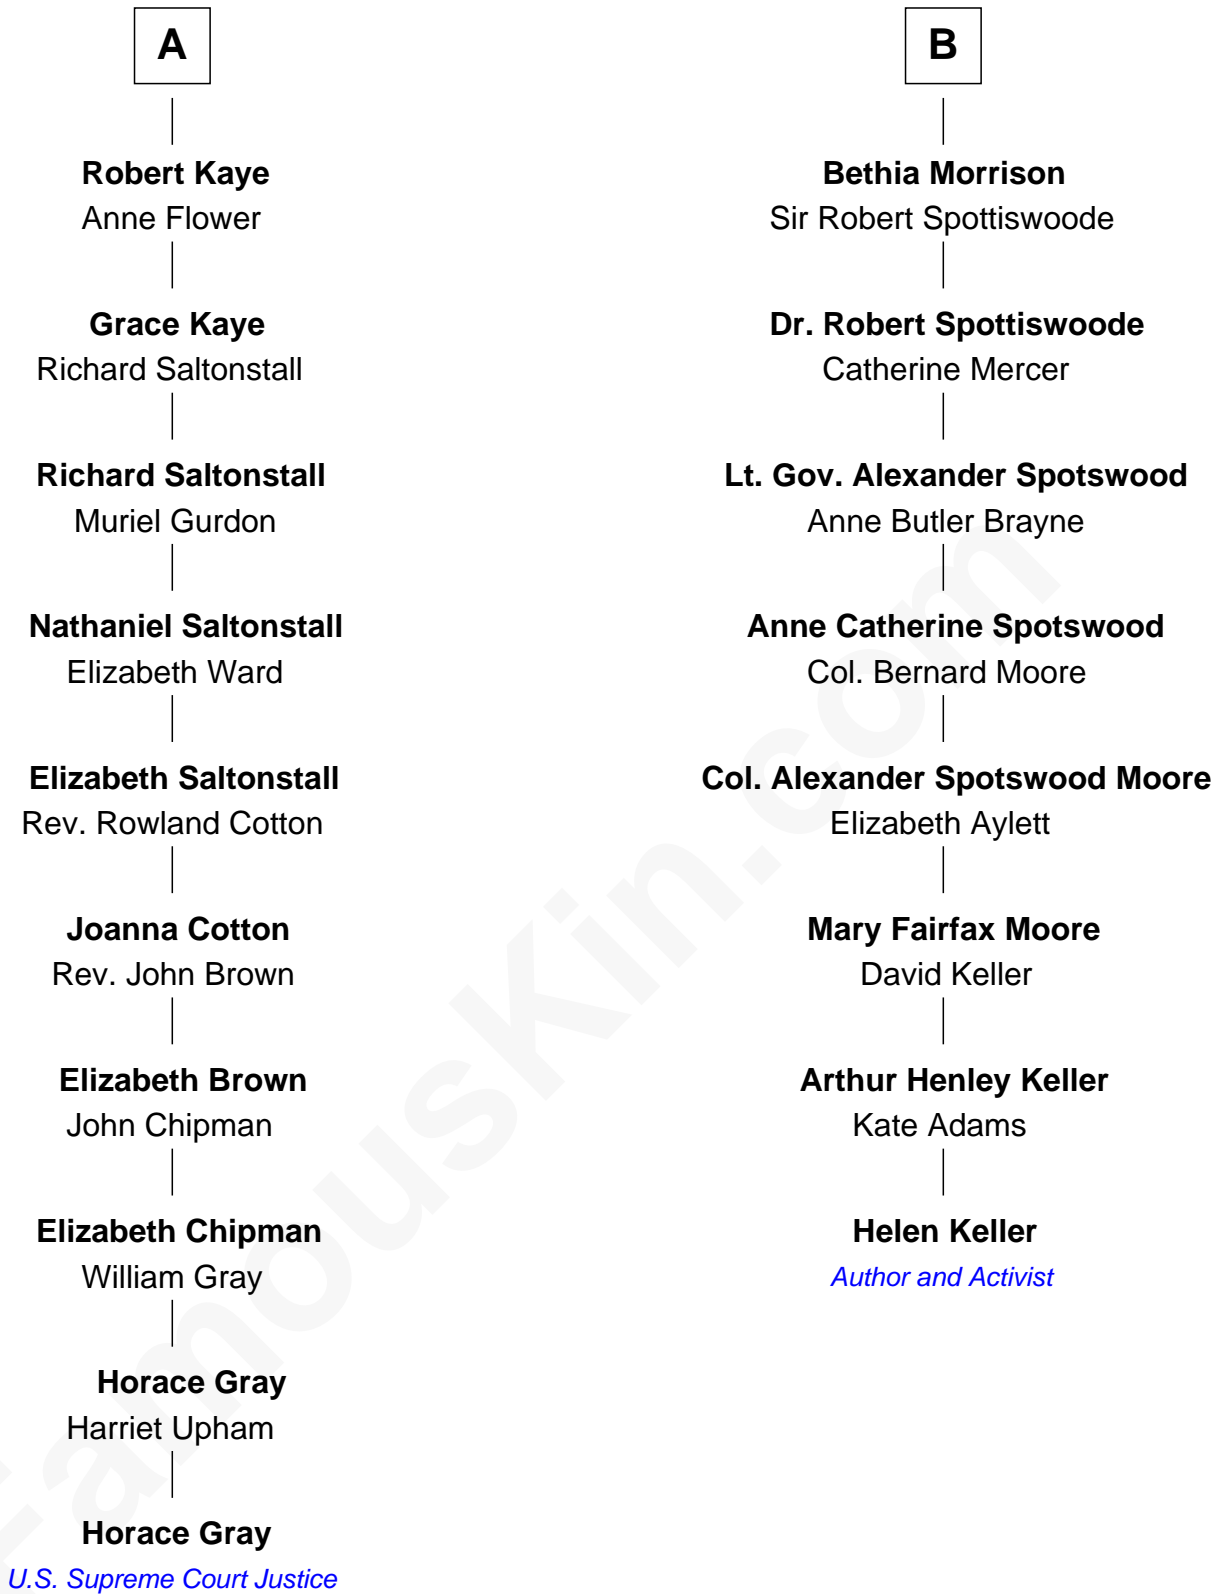 A
Robert Kaye
Anne Flower
Grace Kaye
Richard Saltonstall
Richard Saltonstall
Muriel Gurdon
Nathaniel Saltonstall
Elizabeth Ward
Elizabeth Saltonstall
Rev. Rowland Cotton
Joanna Cotton
Rev. John Brown
Elizabeth Brown
John Chipman
Elizabeth Chipman
William Gray
Horace Gray
Harriet Upham
Horace Gray
U.S. Supreme Court Justice
B
Bethia Morrison
Sir Robert Spottiswoode
Dr. Robert Spottiswoode
Catherine Mercer
Lt. Gov. Alexander Spotswood
Anne Butler Brayne
Anne Catherine Spotswood
Col. Bernard Moore
Col. Alexander Spotswood Moore
Elizabeth Aylett
Mary Fairfax Moore
David Keller
Arthur Henley Keller
Kate Adams
Helen Keller
Author and Activist
FamousKin.com